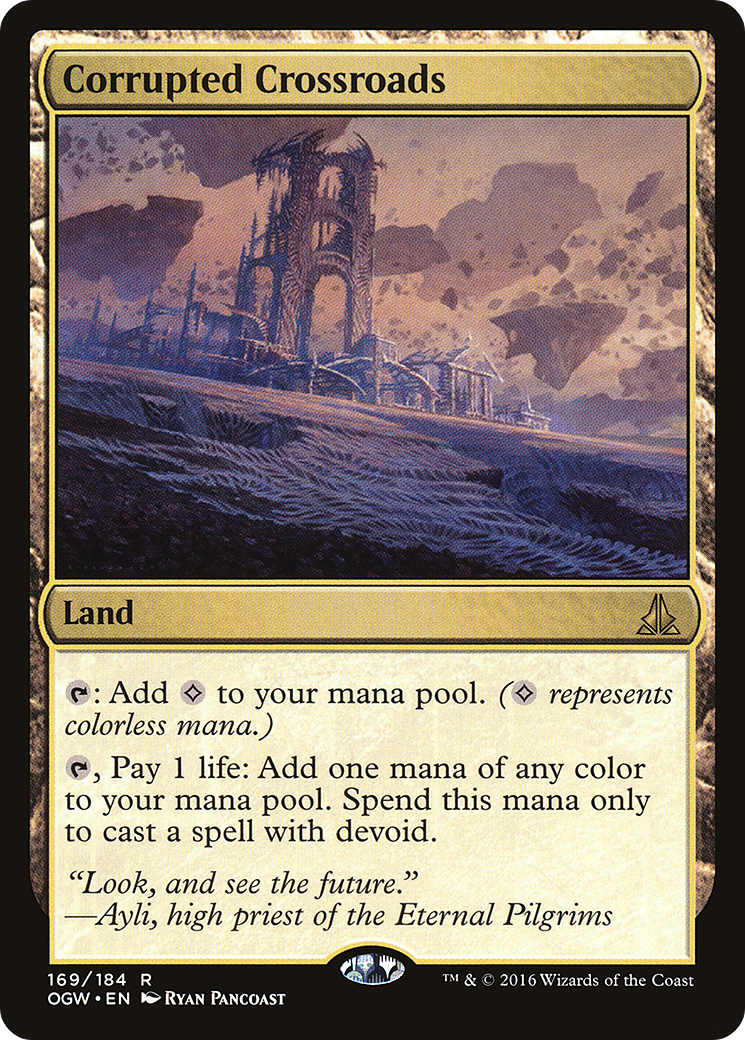 Corrupted Crossroads
Land
: Add ◇ to your mana pool. (◇ represents
colorless mana.)
, Pay 1 life: Add one mana of any color
to your mana pool. Spend this mana only
to cast a spell with devoid.
“Look, and see the future.”
—Ayli, high priest of the Eternal Pilgrims
169/184 R
OGW • EN Ryan Pancoast
™ & © 2016 Wizards of the Coast